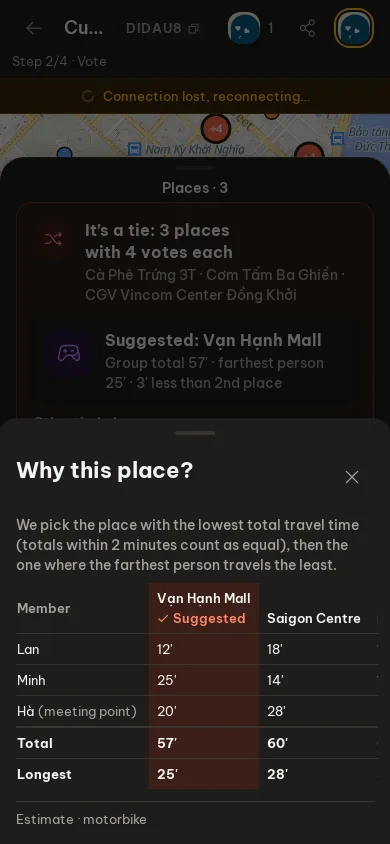 Cu... DIDAU8 1
Step 2/4 · Vote
Connection lost, reconnecting...
+4
Nam Kỳ Khởi Nghĩa
Places · 3
It's a tie: 3 places
with 4 votes each
Cà Phê Trứng 3T · Cơm Tấm Ba Ghiền ·
CGV Vincom Center Đồng Khởi
Suggested: Vạn Hạnh Mall
Group total 57' · farthest person
25' · 3' less than 2nd place
Why this place?
We pick the place with the lowest total travel time
(totals within 2 minutes count as equal), then the
one where the farthest person travels the least.
Member Vạn Hạnh Mall ✓ Suggested Saigon Centre
Lan 12' 18'
Minh 25' 14'
Hà (meeting point) 20' 28'
Total 57' 60'
Longest 25' 28'
Estimate · motorbike